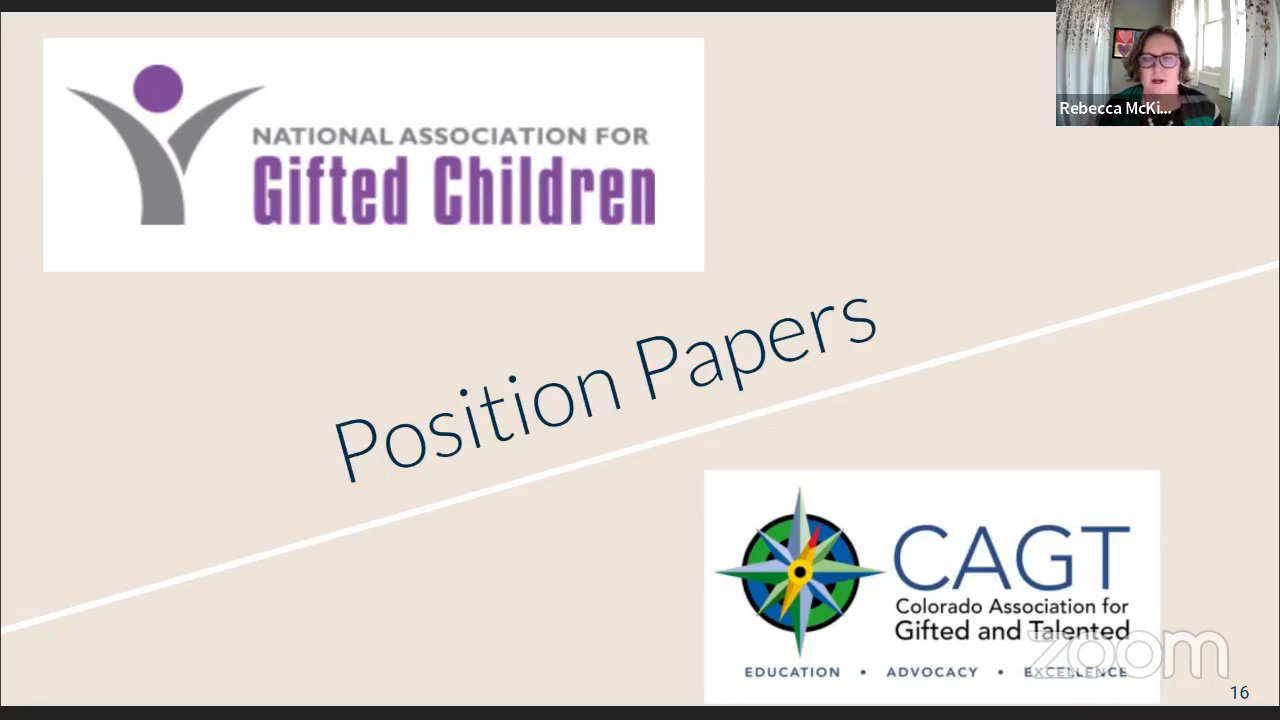 NATIONAL ASSOCIATION FOR
Gifted Children
Rebecca McKi...
Position Papers
CAGT
Colorado Association for
Gifted and Talented
EDUCATION • ADVOCACY • EXCELLENCE
zoom
16